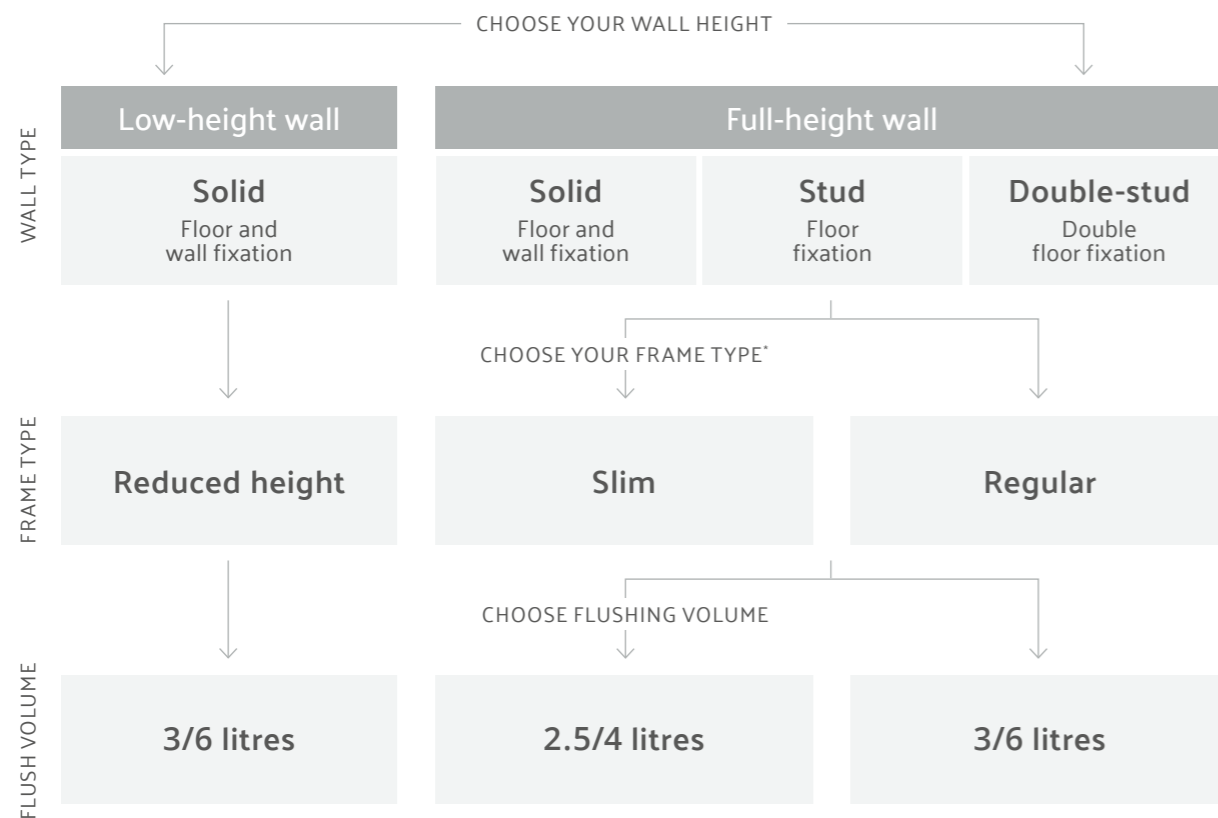 CHOOSE YOUR WALL HEIGHT
WALL TYPE
Low-height wall
Full-height wall
Solid
Floor and
wall fixation
Solid
Floor and
wall fixation
Stud
Floor
fixation
Double-stud
Double
floor fixation
CHOOSE YOUR FRAME TYPE*
FRAME TYPE
Reduced height
Slim
Regular
CHOOSE FLUSHING VOLUME
FLUSH VOLUME
3/6 litres
2.5/4 litres
3/6 litres